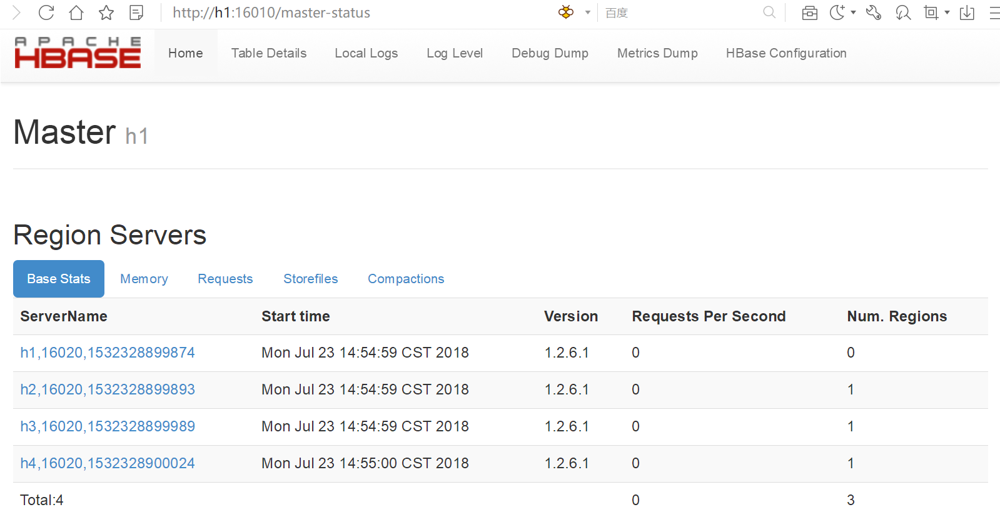 http://h1:16010/master-status 百度
APACHE
HBASE
Home Table Details Local Logs Log Level Debug Dump Metrics Dump HBase Configuration
Master h1
Region Servers
Base Stats Memory Requests Storefiles Compactions
ServerName Start time Version Requests Per Second Num. Regions
h1,16020,1532328899874 Mon Jul 23 14:54:59 CST 2018 1.2.6.1 0 0
h2,16020,1532328899893 Mon Jul 23 14:54:59 CST 2018 1.2.6.1 0 1
h3,16020,1532328899989 Mon Jul 23 14:54:59 CST 2018 1.2.6.1 0 1
h4,16020,1532328900024 Mon Jul 23 14:55:00 CST 2018 1.2.6.1 0 1
Total:4 0 3